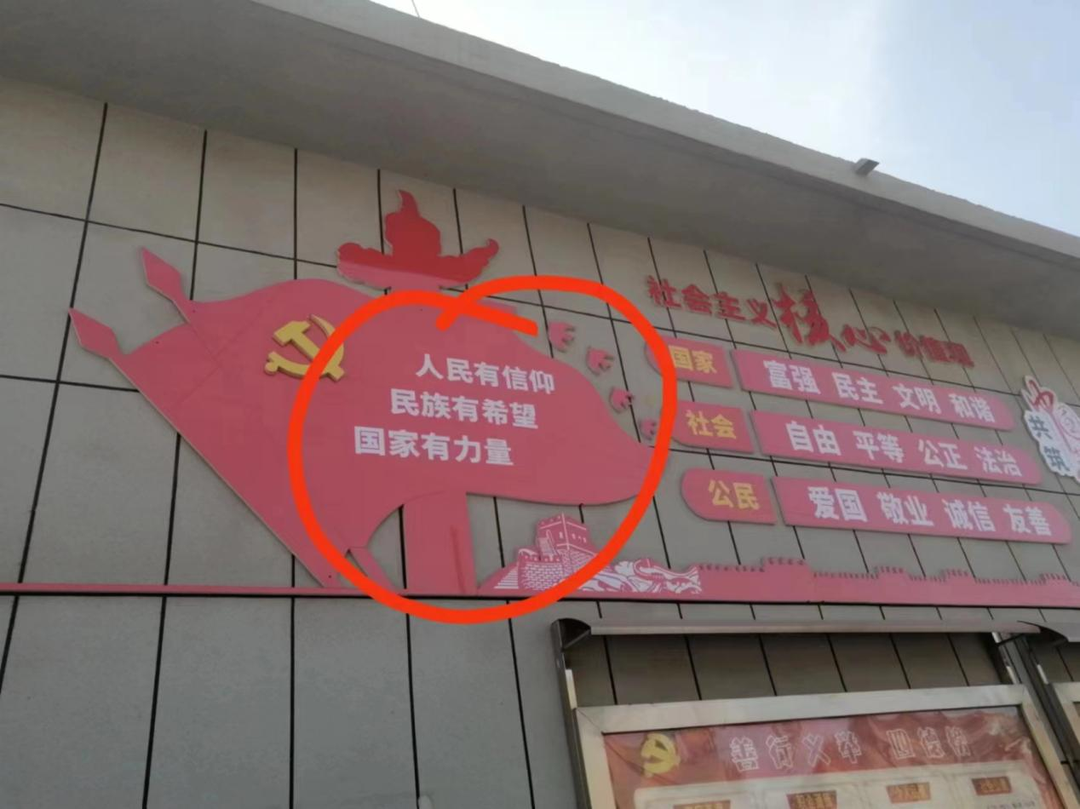 人民有信仰
民族有希望
国家有力量
社会主义核心价值观
国家 富强 民主 文明 和谐
社会 自由 平等 公正 法治
公民 爱国 敬业 诚信 友善
共筑
善行义举